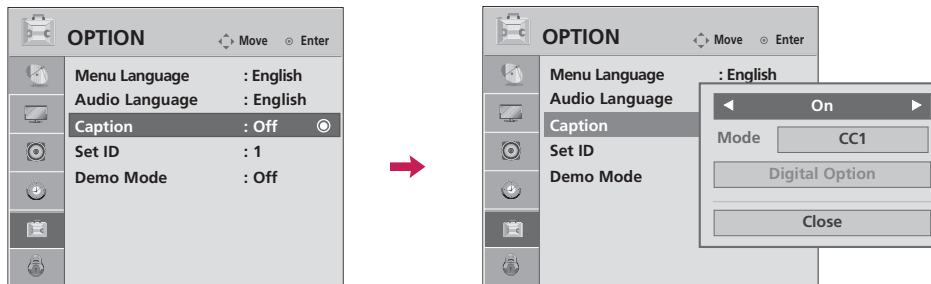 OPTION Move Enter
Menu Language : English
Audio Language : English
Caption : Off
Set ID : 1
Demo Mode : Off
OPTION Move Enter
Menu Language : English
Audio Language
Caption
Set ID
Demo Mode
On
Mode CC1
Digital Option
Close